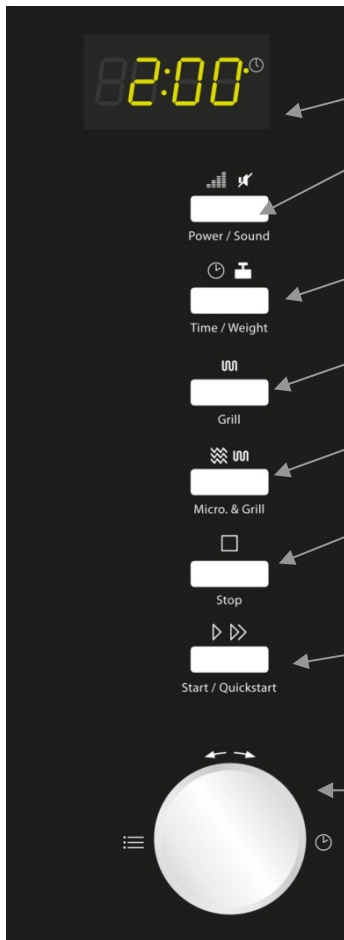 2:00
Power / Sound
Time / Weight
Grill
Micro. & Grill
Stop
Start / Quickstart